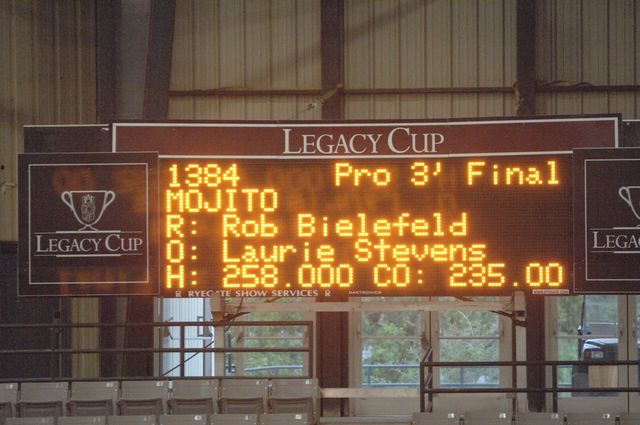 LEGACY CUP
1384 Pro 3' Final
MOJITO
R: Rob Bielefeld
O: Laurie Stevens
H: 258.000 CO: 235.00
LEGACY CUP
R RYEGATE SHOW SERVICES R DAKTRONICS